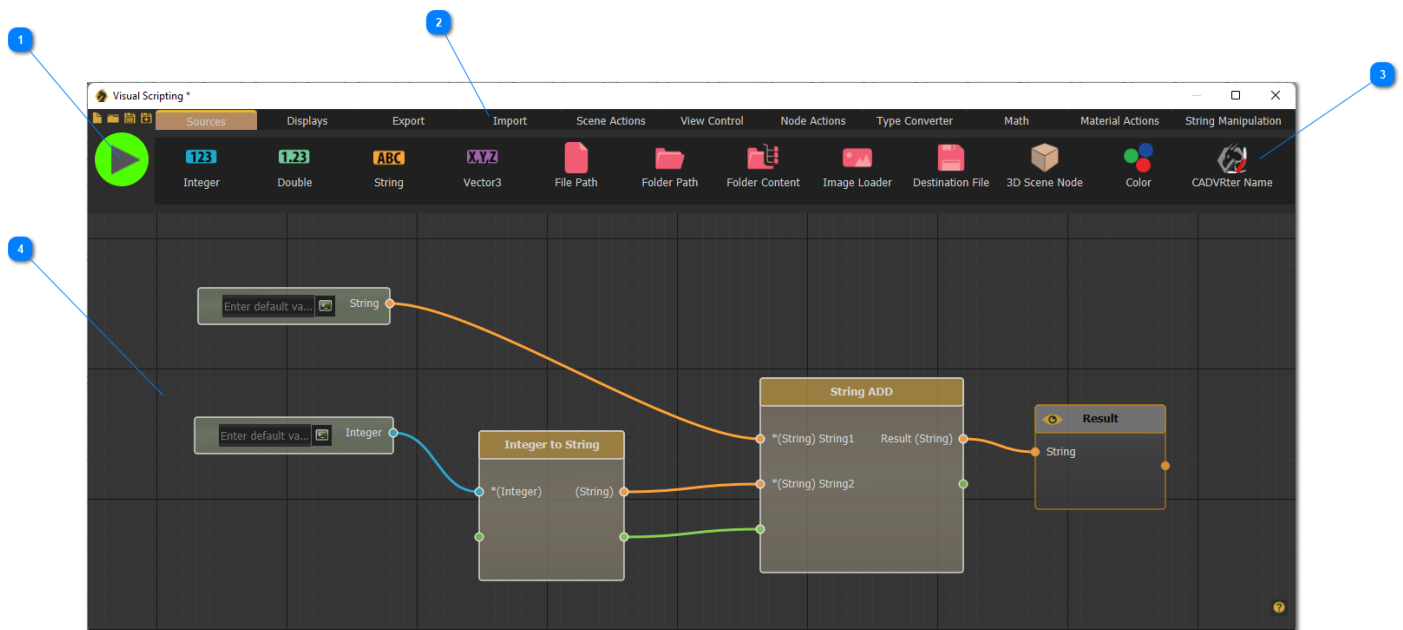 2
1
3
Visual Scripting *
Sources Displays Export Import Scene Actions View Control Node Actions Type Converter Math Material Actions String Manipulation
123 1.23 ABC X,Y,Z
Integer Double String Vector3 File Path Folder Path Folder Content Image Loader Destination File 3D Scene Node Color CADVRter Name
4
Enter default va... String
String ADD
Result
Enter default va... Integer
Integer to String
*(String) String1 Result (String)
String
*(Integer) (String)
*(String) String2
?